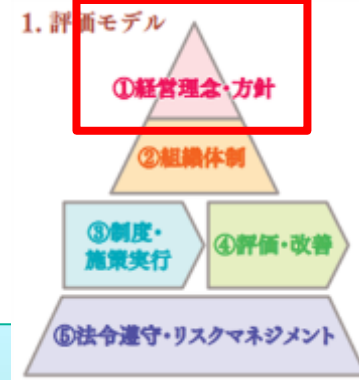 1. 評価モデル
①経営理念・方針
②組織体制
③制度・
施策実行
④評価・改善
⑤法令遵守・リスクマネジメント